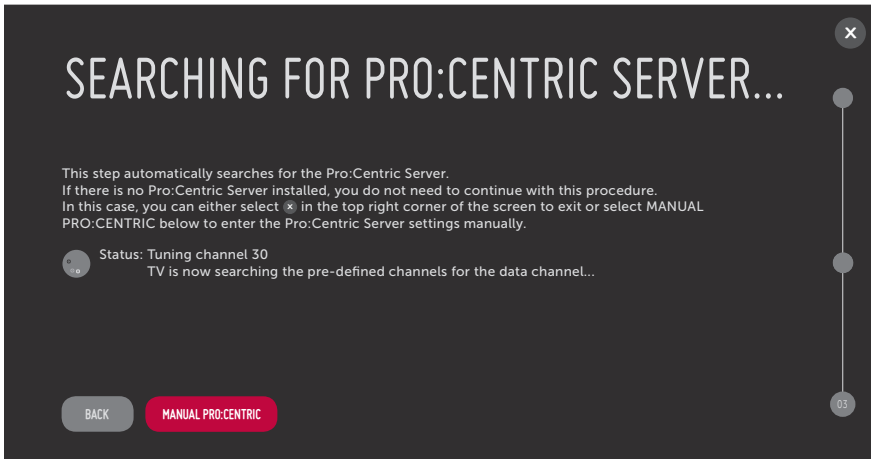 X
SEARCHING FOR PRO:CENTRIC SERVER...
This step automatically searches for the Pro:Centric Server.
If there is no Pro:Centric Server installed, you do not need to continue with this procedure.
In this case, you can either select x in the top right corner of the screen to exit or select MANUAL
PRO:CENTRIC below to enter the Pro:Centric Server settings manually.
Status: Tuning channel 30
TV is now searching the pre-defined channels for the data channel...
BACK
MANUAL PRO:CENTRIC
03